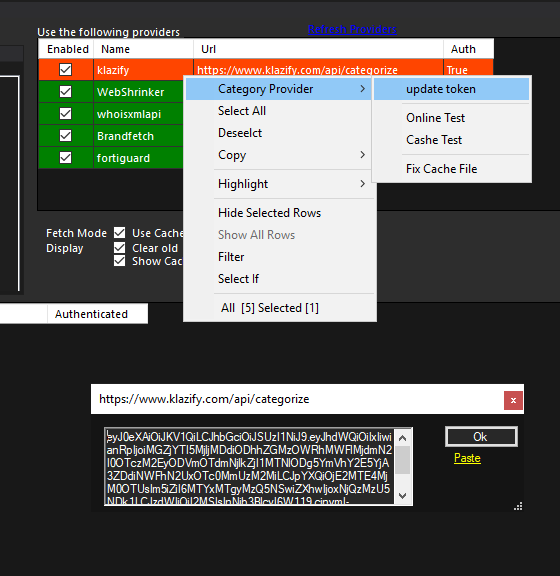 Use the following providers
Refresh Providers
Enabled Name Url Auth
klazify https://www.klazify.com/api/categorize True
WebShrinker
whoisxmlapi
Brandfetch
fortiguard
Category Provider
Select All
Deseelct
Copy
Highlight
Hide Selected Rows
Show All Rows
Filter
Select If
All [5] Selected [1]
update token
Online Test
Cashe Test
Fix Cache File
Fetch Mode Use Cache
Display Clear old
Show Cac
Authenticated
https://www.klazify.com/api/categorize
x
Ok
Paste